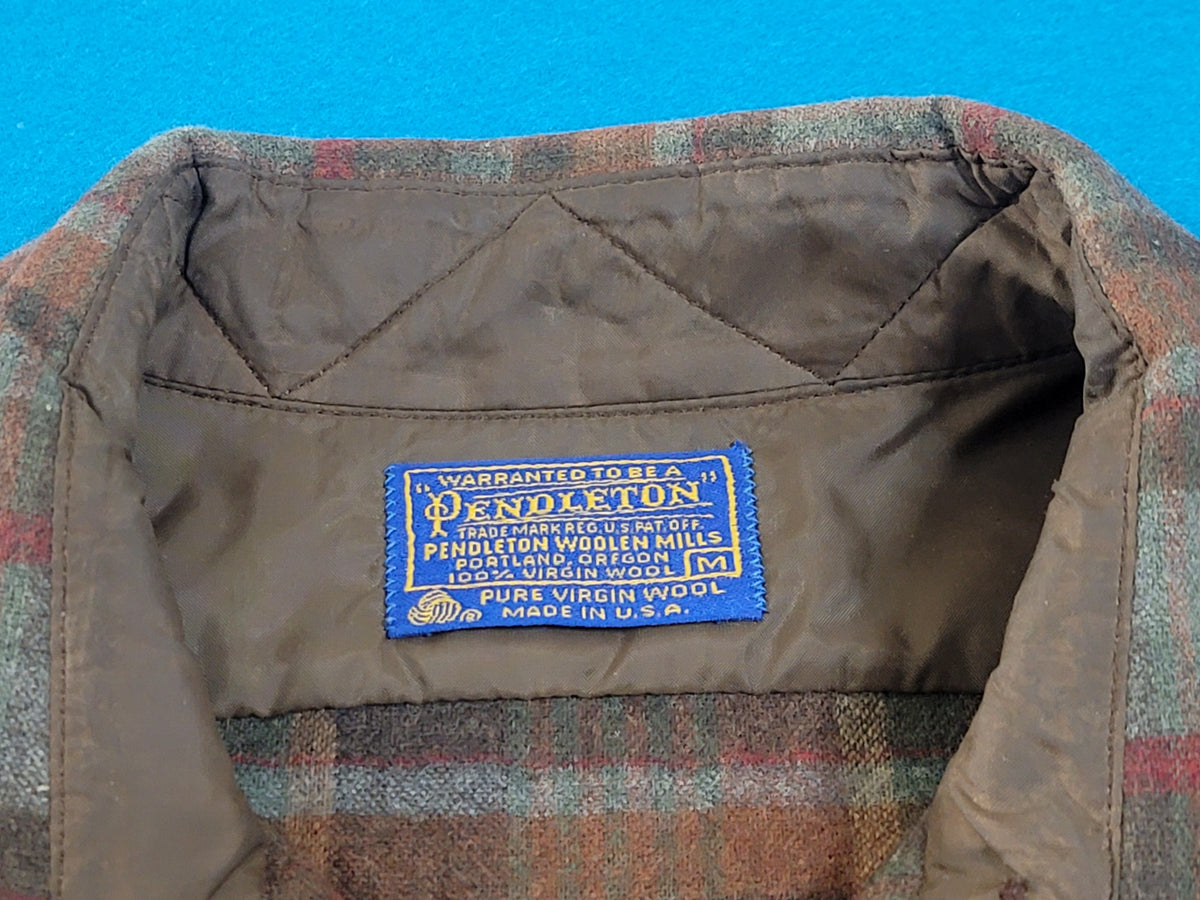 WARRANTED TO BE A
"PENDLETON"
TRADE MARK REG. U.S. PAT. OFF.
PENDLETON WOOLEN MILLS
PORTLAND, OREGON
100% VIRGIN WOOL M
PURE VIRGIN WOOL
® MADE IN U.S.A.